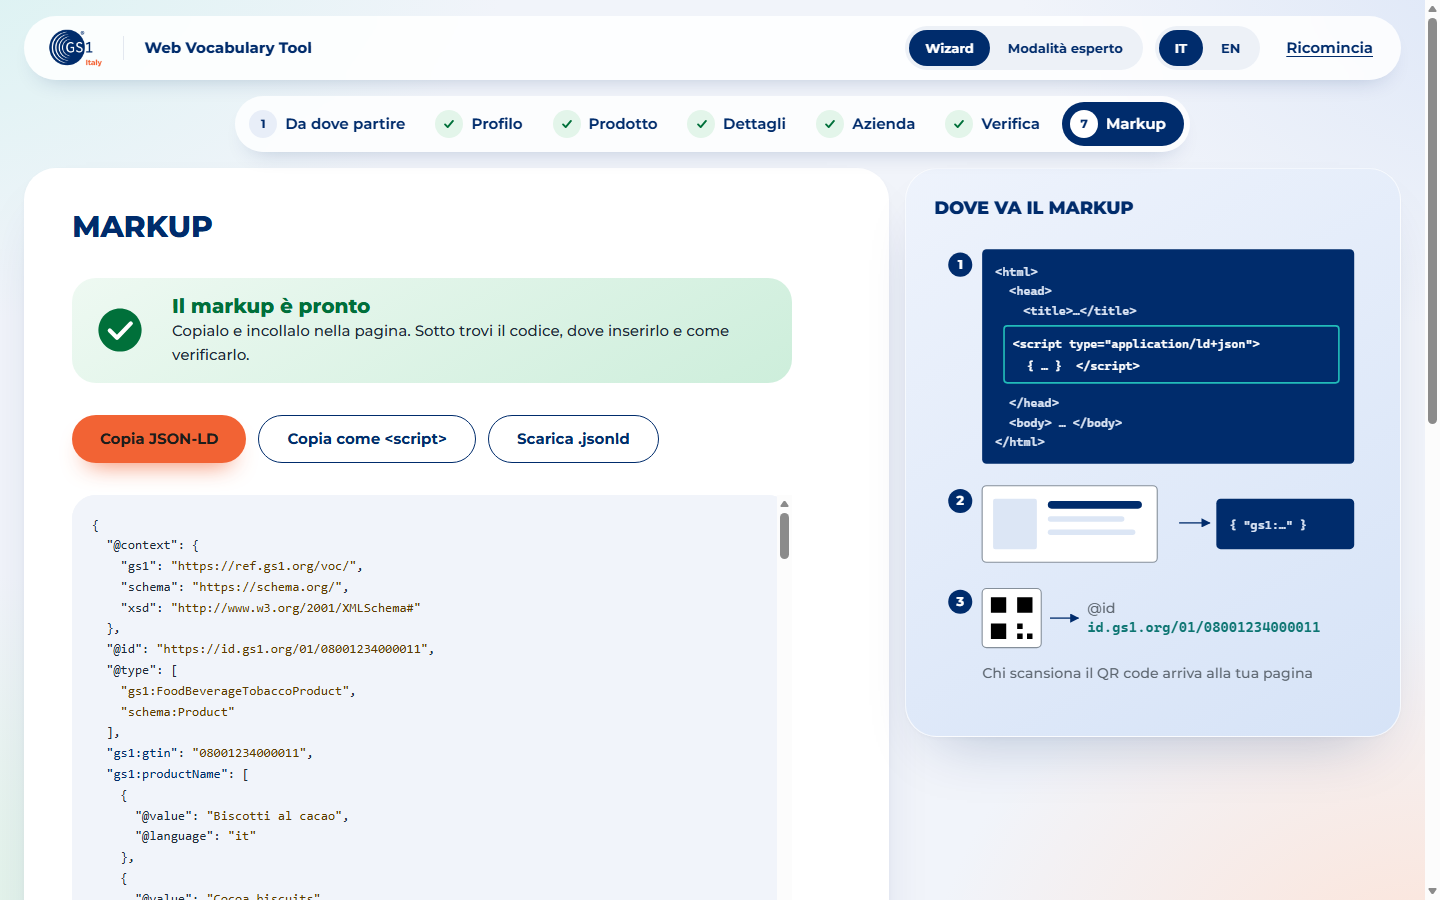 GS1
Italy
Web Vocabulary Tool
Wizard
Modalità esperto
IT
EN
Ricomincia
1 Da dove partire
Profilo
Prodotto
Dettagli
Azienda
Verifica
7 Markup
MARKUP
Il markup è pronto
Copialo e incollalo nella pagina. Sotto trovi il codice, dove inserirlo e come
verificarlo.
Copia JSON-LD
Copia come <script>
Scarica .jsonld
{
"@context": {
"gs1": "https://ref.gs1.org/voc/",
"schema": "https://schema.org/",
"xsd": "http://www.w3.org/2001/XMLSchema#"
},
"@id": "https://id.gs1.org/01/08001234000011",
"@type": [
"gs1:FoodBeverageTobaccoProduct",
"schema:Product"
],
"gs1:gtin": "08001234000011",
"gs1:productName": [
{
"@value": "Biscotti al cacao",
"@language": "it"
},
{
"@value": "Cocoa biscuits"
DOVE VA IL MARKUP
1
<html>
<head>
<title>…</title>
<script type="application/ld+json">
{ … } </script>
</head>
<body> … </body>
</html>
2
{ "gs1:…" }
3
@id
id.gs1.org/01/08001234000011
Chi scansiona il QR code arriva alla tua pagina